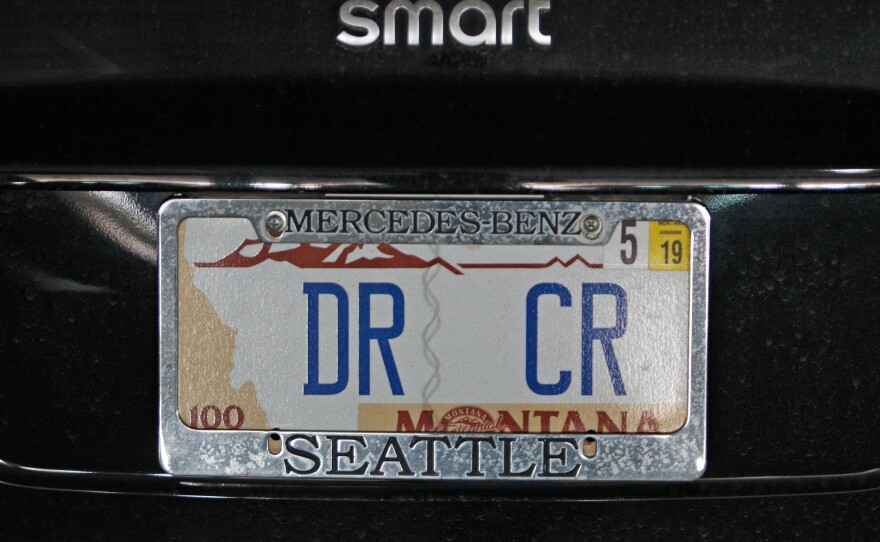 smart
MERCEDES-BENZ
5
19
DR CR
100
MONTANA
SEATTLE